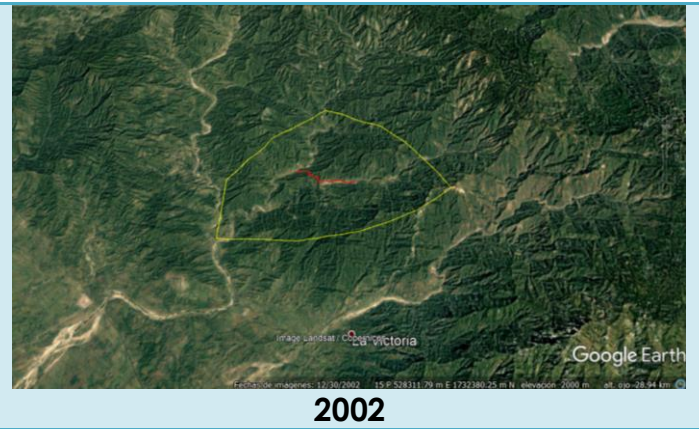 Image Landsat / Copernicus
La Victoria
Google Earth
Fechas de imágenes: 12/30/2002 15 P 528311.79 m E 1732380.25 m N elevación 2000 m alt. ojo 28.94 km
2002